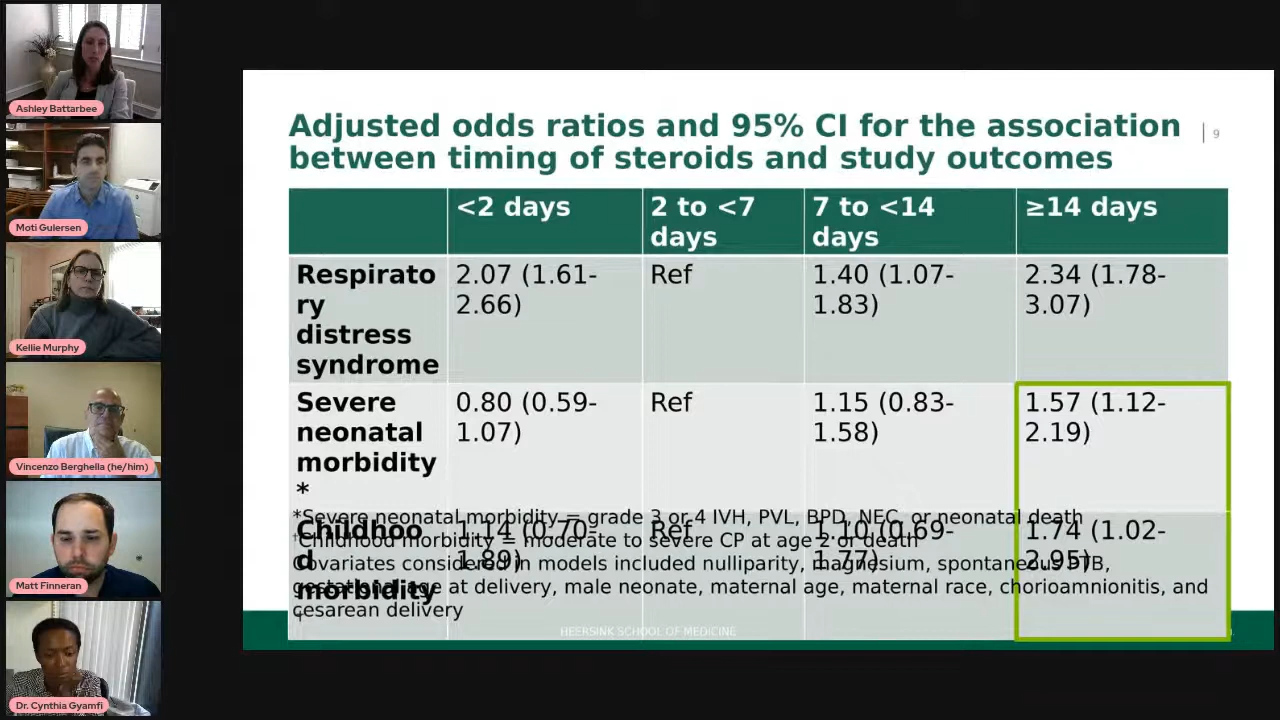 Ashley Battarbee
Moti Gulersen
Kellie Murphy
Vincenzo Berghella (he/him)
Matt Finneran
Dr. Cynthia Gyamfi
Adjusted odds ratios and 95% CI for the association
between timing of steroids and study outcomes
9
<2 days
2 to <7
days
7 to <14
days
≥14 days
Respirato
ry
distress
syndrome
2.07 (1.61-
2.66)
Ref
1.40 (1.07-
1.83)
2.34 (1.78-
3.07)
Severe
neonatal
morbidity
*
0.80 (0.59-
1.07)
Ref
1.15 (0.83-
1.58)
1.57 (1.12-
2.19)
Childhoo
d
morbidity
†
1.14 (0.70-
1.89)
Ref
1.10 (0.69-
1.77)
1.74 (1.02-
2.95)
*Severe neonatal morbidity = grade 3 or 4 IVH, PVL, BPD, NEC, or neonatal death
†Childhood morbidity = moderate to severe CP at age 2 or death
Covariates considered in models included nulliparity, magnesium, spontaneous PTB,
gestational age at delivery, male neonate, maternal age, maternal race, chorioamnionitis, and
cesarean delivery
HEERSINK SCHOOL OF MEDICINE